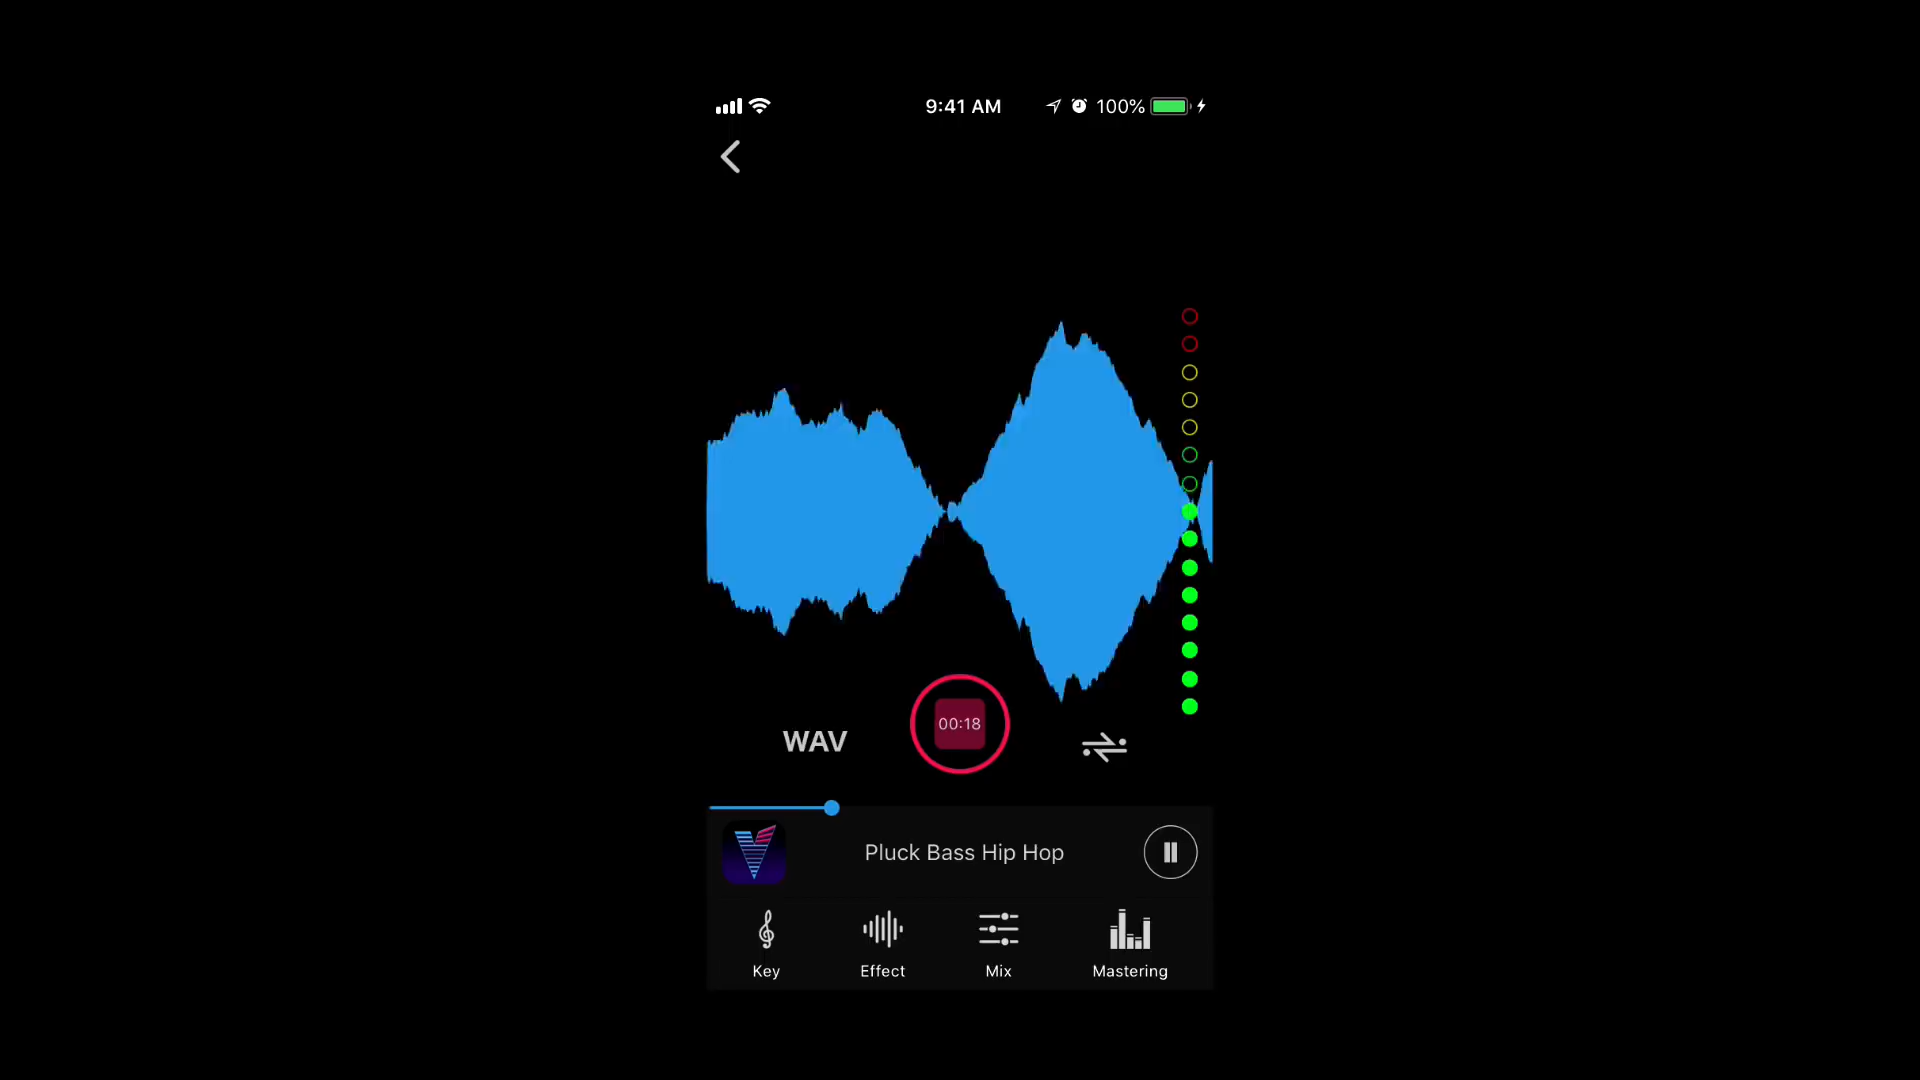 9:41 AM
100%
WAV
00:18
Pluck Bass Hip Hop
Key
Effect
Mix
Mastering